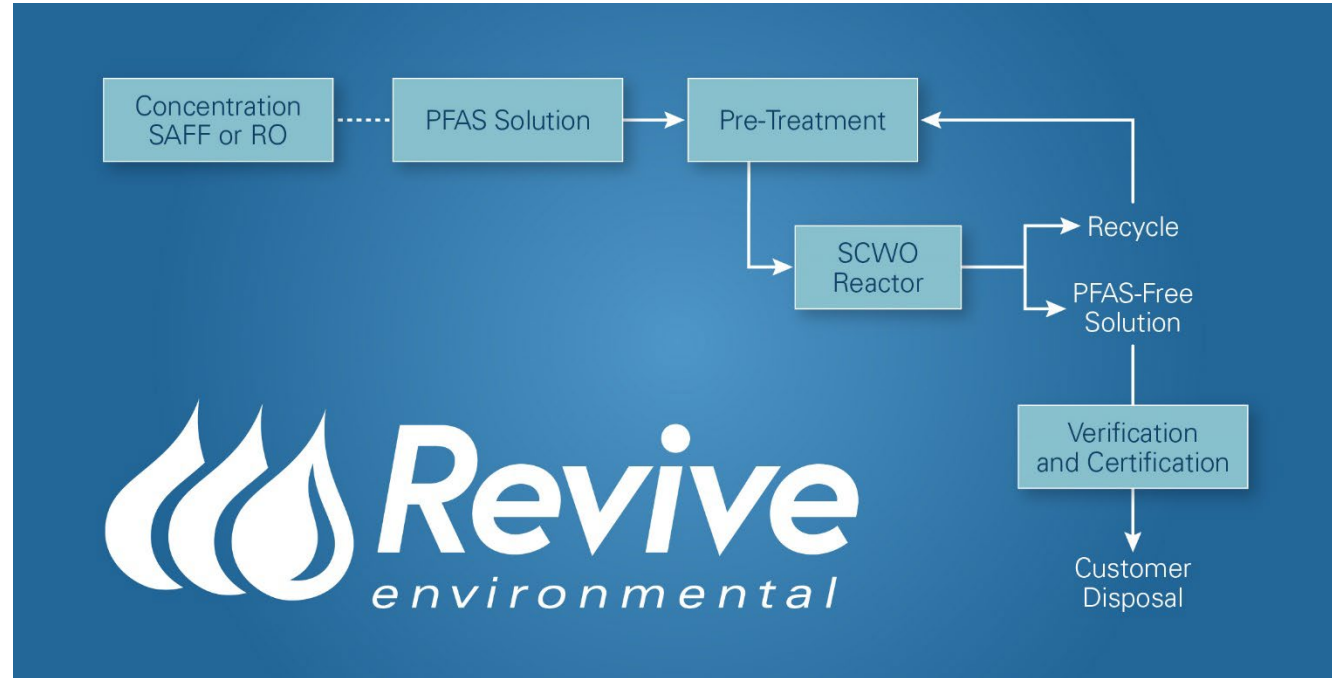 Concentration
SAFF or RO
PFAS Solution
Pre-Treatment
SCWO
Reactor
Recycle
PFAS-Free
Solution
Verification
and Certification
Customer
Disposal
Revive
environmental